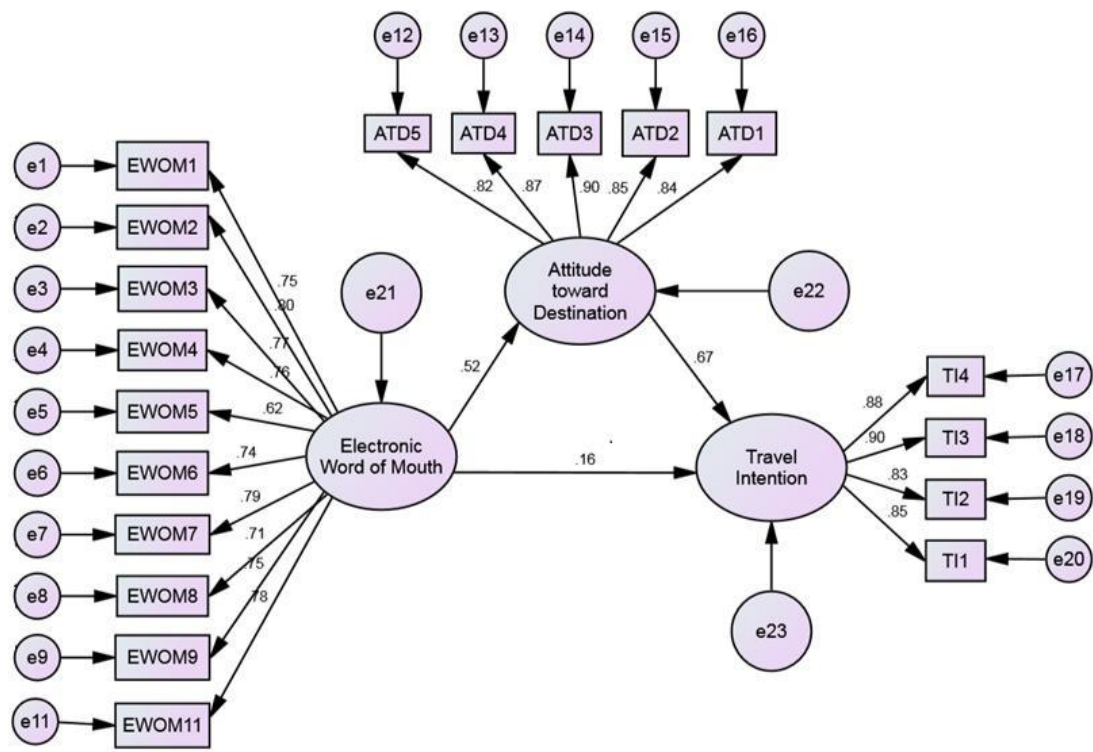 e12
e13
e14
e15
e16
ATD5
ATD4
ATD3
ATD2
ATD1
.82
.87
.90
.85
.84
e1
EWOM1
e2
EWOM2
e3
EWOM3
e4
EWOM4
e5
EWOM5
e6
EWOM6
e7
EWOM7
e8
EWOM8
e9
EWOM9
e11
EWOM11
.75
.80
.77
.76
.62
.74
.79
.71
.75
.78
e21
Electronic
Word of Mouth
.52
.16
Attitude
toward
Destination
e22
.67
Travel
Intention
e23
.88
.90
.83
.85
TI4
e17
TI3
e18
TI2
e19
TI1
e20